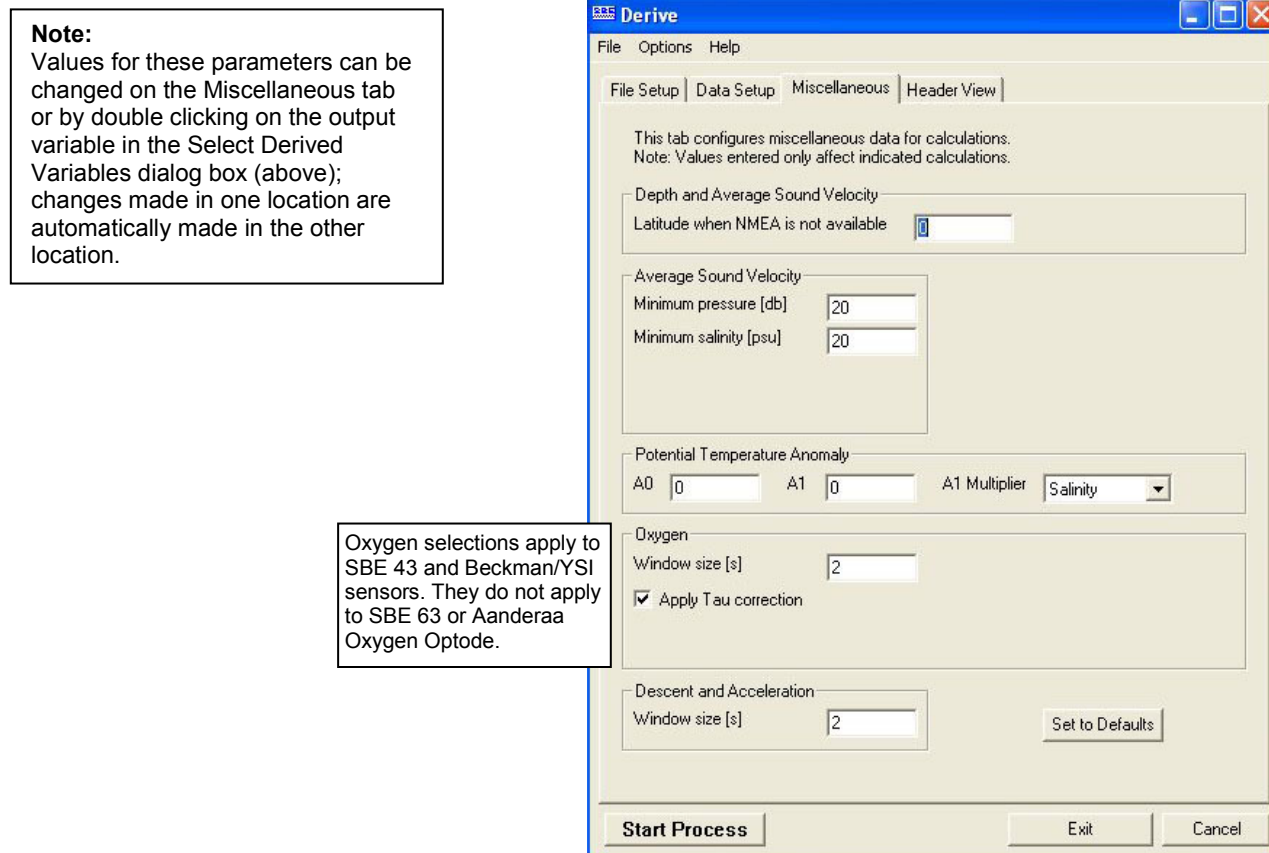 Note:
Values for these parameters can be
changed on the Miscellaneous tab
or by double clicking on the output
variable in the Select Derived
Variables dialog box (above);
changes made in one location are
automatically made in the other
location.
Oxygen selections apply to
SBE 43 and Beckman/YSI
sensors. They do not apply
to SBE 63 or Aanderaa
Oxygen Optode.
SBE Derive
File Options Help
File Setup Data Setup Miscellaneous Header View
This tab configures miscellaneous data for calculations.
Note: Values entered only affect indicated calculations.
Depth and Average Sound Velocity
Latitude when NMEA is not available 0
Average Sound Velocity
Minimum pressure [db] 20
Minimum salinity [psu] 20
Potential Temperature Anomaly
A0 0 A1 0 A1 Multiplier Salinity
Oxygen
Window size [s] 2
Apply Tau correction
Descent and Acceleration
Window size [s] 2
Set to Defaults
Start Process Exit Cancel